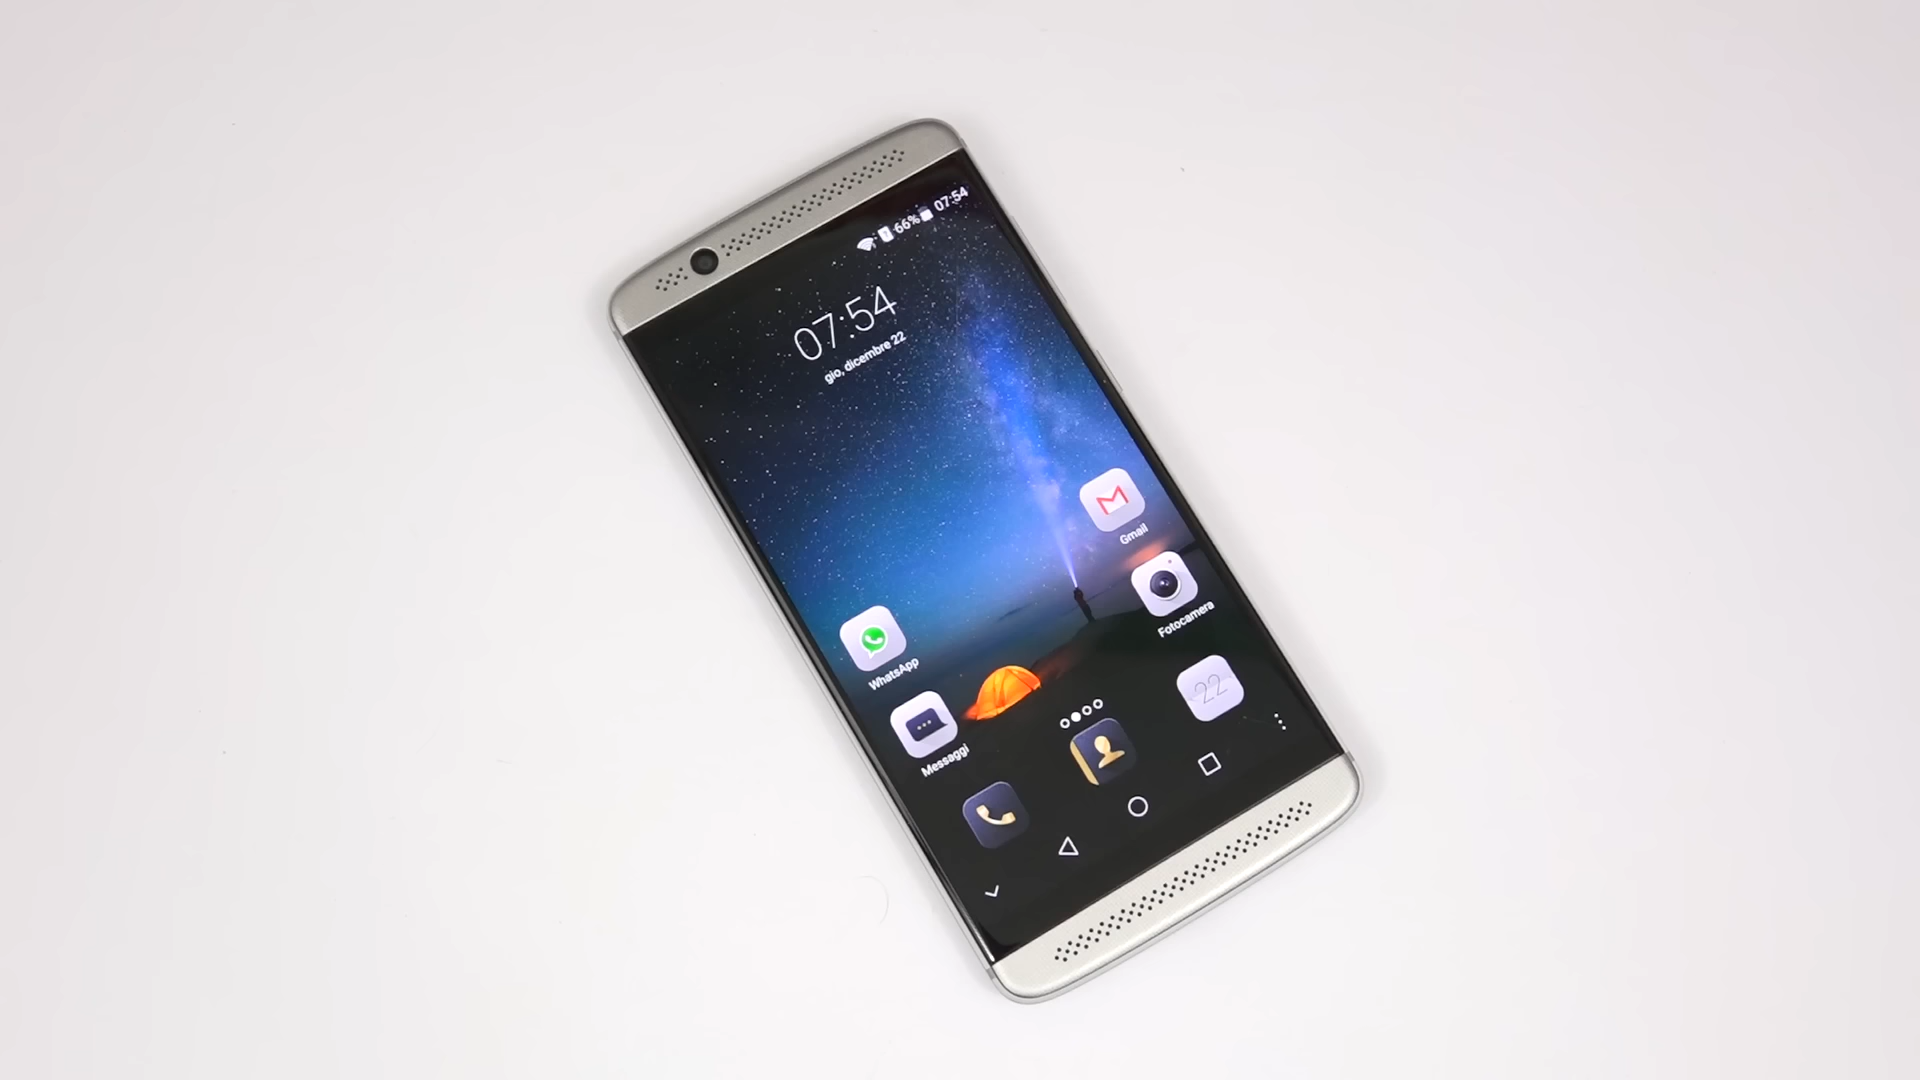 66% 07:54
07:54
gio, dicembre 22
Gmail
Fotocamera
WhatsApp
Messaggi
22